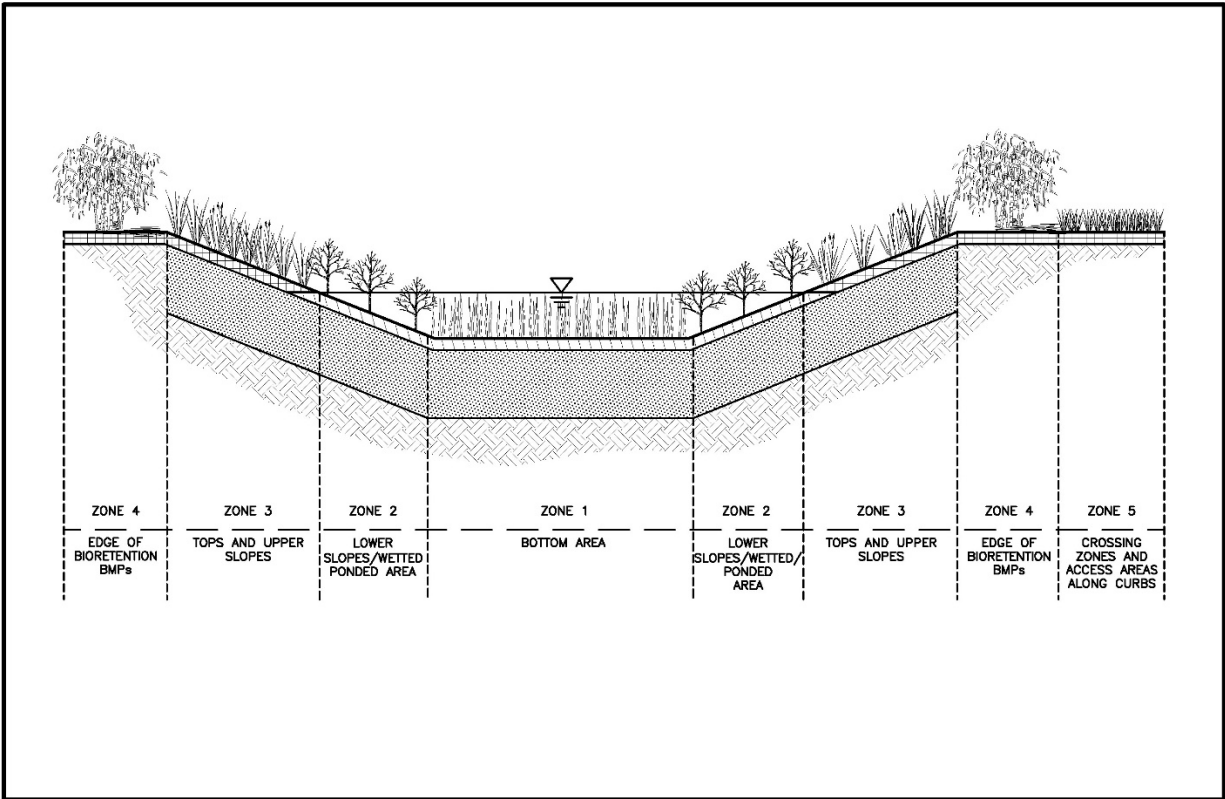 ZONE 4
ZONE 3
ZONE 2
ZONE 1
ZONE 2
ZONE 3
ZONE 4
ZONE 5
EDGE OF
BIORETENTION
BMPs
TOPS AND UPPER
SLOPES
LOWER
SLOPES/WETTED
PONDED AREA
BOTTOM AREA
LOWER
SLOPES/WETTED/
PONDED
AREA
TOPS AND UPPER
SLOPES
EDGE OF
BIORETENTION
BMPs
CROSSING
ZONES AND
ACCESS AREAS
ALONG CURBS